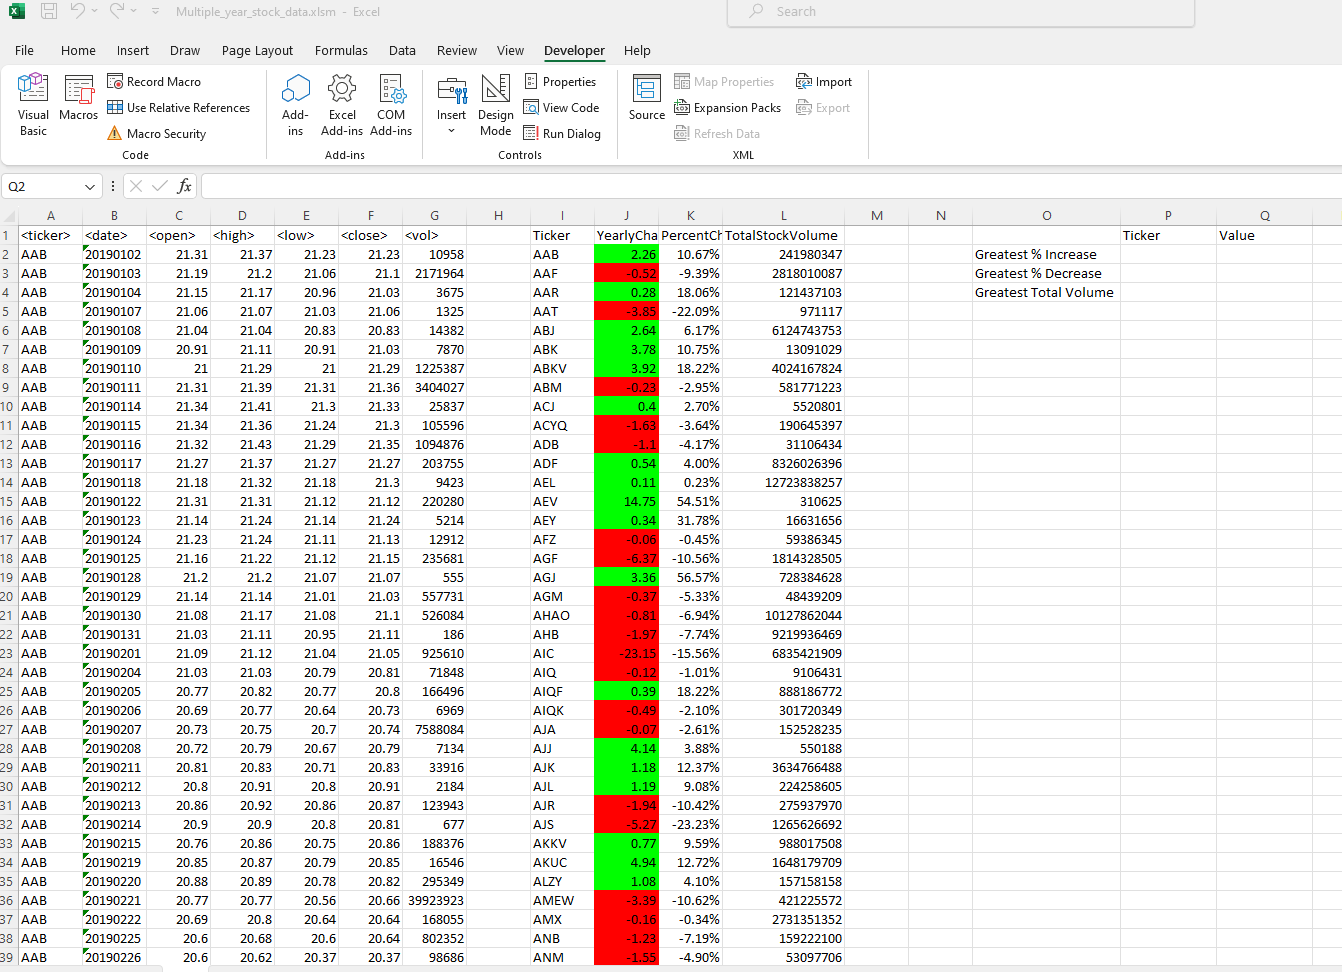 Multiple_year_stock_data.xlsm - Excel
Search
File Home Insert Draw Page Layout Formulas Data Review View Developer Help
Visual Basic
Macros
Record Macro
Use Relative References
Macro Security
Code
Add-ins
Excel Add-ins
COM Add-ins
Add-ins
Insert
Design Mode
Properties
View Code
Run Dialog
Controls
Source
Map Properties
Expansion Packs
Refresh Data
Import
Export
XML
Q2 fx
A B C D E F G H I J K L M N O P Q
1 <ticker> <date> <open> <high> <low> <close> <vol> Ticker YearlyCha PercentCh TotalStockVolume Ticker Value
2 AAB 20190102 21.31 21.37 21.23 21.23 10958 AAB 2.26 10.67% 241980347 Greatest % Increase
3 AAB 20190103 21.19 21.2 21.06 21.1 2171964 AAF -0.52 -9.39% 2818010087 Greatest % Decrease
4 AAB 20190104 21.15 21.17 20.96 21.03 3675 AAR 0.28 18.06% 121437103 Greatest Total Volume
5 AAB 20190107 21.06 21.07 21.03 21.06 1325 AAT -3.85 -22.09% 971117
6 AAB 20190108 21.04 21.04 20.83 20.83 14382 ABJ 2.64 6.17% 6124743753
7 AAB 20190109 20.91 21.11 20.91 21.03 7870 ABK 3.78 10.75% 13091029
8 AAB 20190110 21 21.29 21 21.29 1225387 ABKV 3.92 18.22% 4024167824
9 AAB 20190111 21.31 21.39 21.31 21.36 3404027 ABM -0.23 -2.95% 581771223
10 AAB 20190114 21.34 21.41 21.3 21.33 25837 ACJ 0.4 2.70% 5520801
11 AAB 20190115 21.34 21.36 21.24 21.3 105596 ACYQ -1.63 -3.64% 190645397
12 AAB 20190116 21.32 21.43 21.29 21.35 1094876 ADB -1.1 -4.17% 31106434
13 AAB 20190117 21.27 21.37 21.27 21.27 203755 ADF 0.54 4.00% 8326026396
14 AAB 20190118 21.18 21.32 21.18 21.3 9423 AEL 0.11 0.23% 12723838257
15 AAB 20190122 21.31 21.31 21.12 21.12 220280 AEV 14.75 54.51% 310625
16 AAB 20190123 21.14 21.24 21.14 21.24 5214 AEY 0.34 31.78% 16631656
17 AAB 20190124 21.23 21.24 21.11 21.13 12912 AFZ -0.06 -0.45% 59386345
18 AAB 20190125 21.16 21.22 21.12 21.15 235681 AGF -6.37 -10.56% 1814328505
19 AAB 20190128 21.2 21.2 21.07 21.07 555 AGJ 3.36 56.57% 728384628
20 AAB 20190129 21.14 21.14 21.01 21.03 557731 AGM -0.37 -5.33% 48439209
21 AAB 20190130 21.08 21.17 21.08 21.1 526084 AHAO -0.81 -6.94% 10127862044
22 AAB 20190131 21.03 21.11 20.95 21.11 186 AHB -1.97 -7.74% 9219936469
23 AAB 20190201 21.09 21.12 21.04 21.05 925610 AIC -23.15 -15.56% 6835421909
24 AAB 20190204 21.03 21.03 20.79 20.81 71848 AIQ -0.12 -1.01% 9106431
25 AAB 20190205 20.77 20.82 20.77 20.8 166496 AIQF 0.39 18.22% 888186772
26 AAB 20190206 20.69 20.77 20.64 20.73 6969 AIQK -0.49 -2.10% 301720349
27 AAB 20190207 20.73 20.75 20.7 20.74 7588084 AJA -0.07 -2.61% 152528235
28 AAB 20190208 20.72 20.79 20.67 20.79 7134 AJJ 4.14 3.88% 550188
29 AAB 20190211 20.81 20.83 20.71 20.83 33916 AJK 1.18 12.37% 3634766488
30 AAB 20190212 20.8 20.91 20.8 20.91 2184 AJL 1.19 9.08% 224258605
31 AAB 20190213 20.86 20.92 20.86 20.87 123943 AJR -1.94 -10.42% 275937970
32 AAB 20190214 20.9 20.9 20.8 20.81 677 AJS -5.27 -23.23% 1265626692
33 AAB 20190215 20.76 20.86 20.75 20.86 188376 AKKV 0.77 9.59% 988017508
34 AAB 20190219 20.85 20.87 20.79 20.85 16546 AKUC 4.94 12.72% 1648179709
35 AAB 20190220 20.88 20.89 20.78 20.82 295349 ALZY 1.08 4.10% 157158158
36 AAB 20190221 20.77 20.77 20.56 20.66 39923923 AMEW -3.39 -10.62% 421225572
37 AAB 20190222 20.69 20.8 20.64 20.64 168055 AMX -0.16 -0.34% 2731351352
38 AAB 20190225 20.6 20.68 20.6 20.64 802352 ANB -1.23 -7.19% 159222100
39 AAB 20190226 20.6 20.62 20.37 20.37 98686 ANM -1.55 -4.90% 53097706